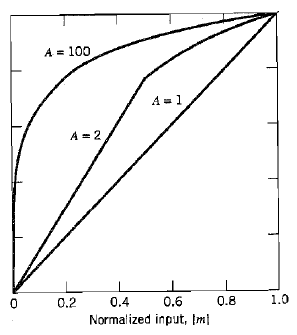 A = 100
A = 1
A = 2
0 0.2 0.4 0.6 0.8 1.0
Normalized input, |m|